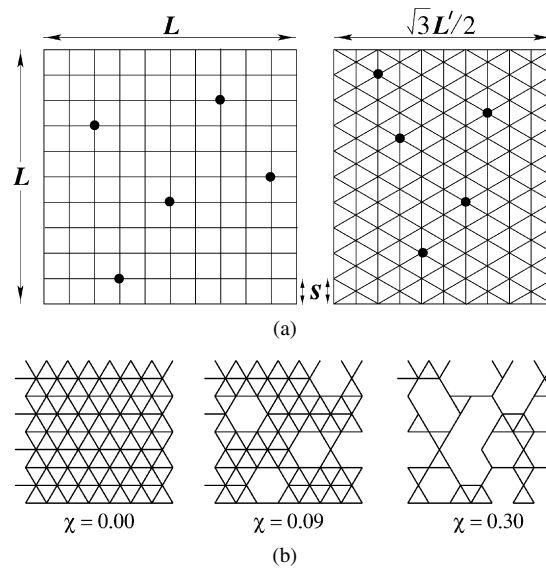 L
√3L′/2
L
s
(a)
χ = 0.00
χ = 0.09
χ = 0.30
(b)